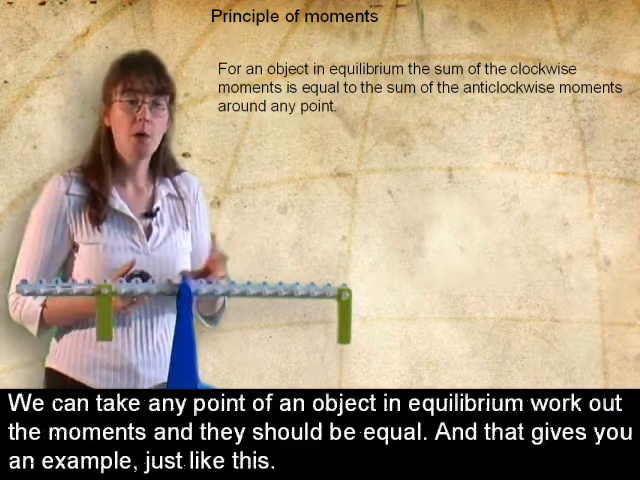 Principle of moments
For an object in equilibrium the sum of the clockwise
moments is equal to the sum of the anticlockwise moments
around any point.
We can take any point of an object in equilibrium work out
the moments and they should be equal. And that gives you
an example, just like this.